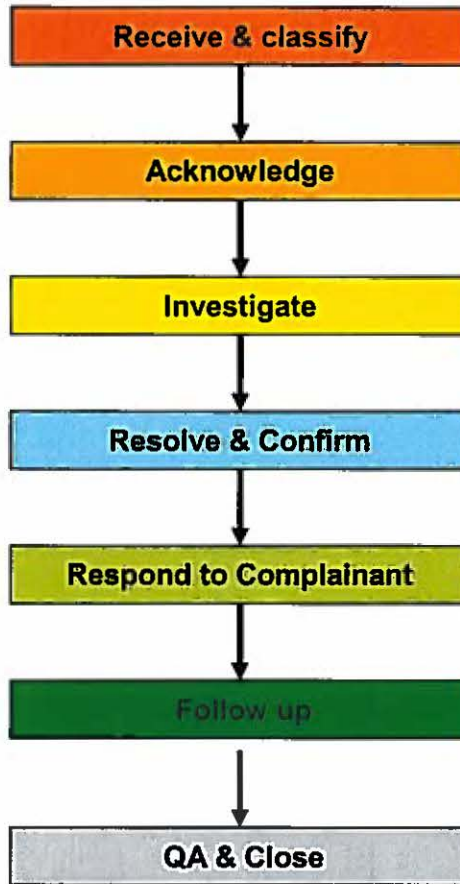 Receive & classify
Acknowledge
Investigate
Resolve & Confirm
Respond to Complainant
Follow up
QA & Close